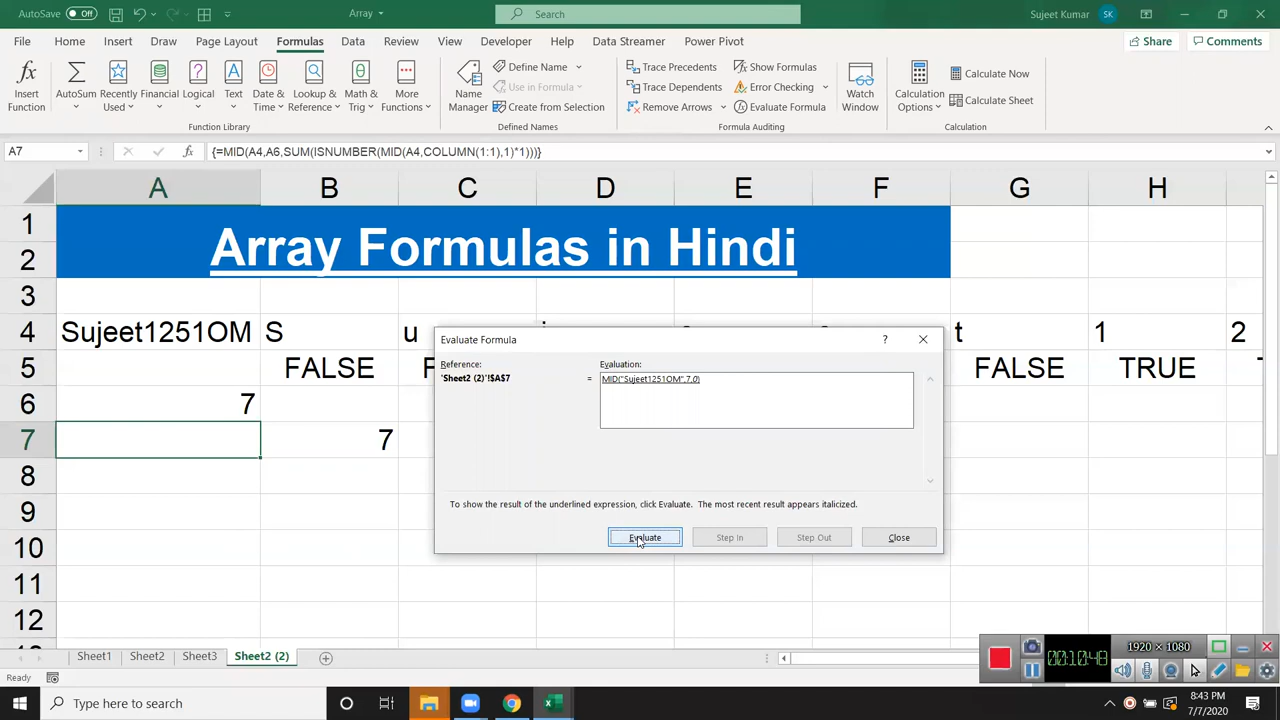 AutoSave Off Array Search Sujeet Kumar SK
File Home Insert Draw Page Layout Formulas Data Review View Developer Help Data Streamer Power Pivot Share Comments
Insert Function AutoSum Recently Used Financial Logical Text Date & Time Lookup & Reference Math & Trig More Functions
Name Manager Define Name Use in Formula Create from Selection
Trace Precedents Show Formulas
Trace Dependents Error Checking
Remove Arrows Evaluate Formula
Watch Window Calculation Options Calculate Now Calculate Sheet
Function Library Defined Names Formula Auditing Calculation
A7 fx {=MID(A4,A6,SUM(ISNUMBER(MID(A4,COLUMN(1:1),1)*1)))}
A B C D E F G H
1
2 Array Formulas in Hindi
3
4 Sujeet1251OM S u t 1 2
5 FALSE FALSE TRUE
6 7
7 7
8
9
10
11
12
Evaluate Formula ?
Reference: Evaluation:
'Sheet2 (2)'!$A$7 = MID("Sujeet1251OM",7,0)
To show the result of the underlined expression, click Evaluate. The most recent result appears italicized.
Evaluate Step In Step Out Close
Sheet1 Sheet2 Sheet3 Sheet2 (2)
Ready
1920 × 1080
00:10:48
Type here to search
8:43 PM
7/7/2020